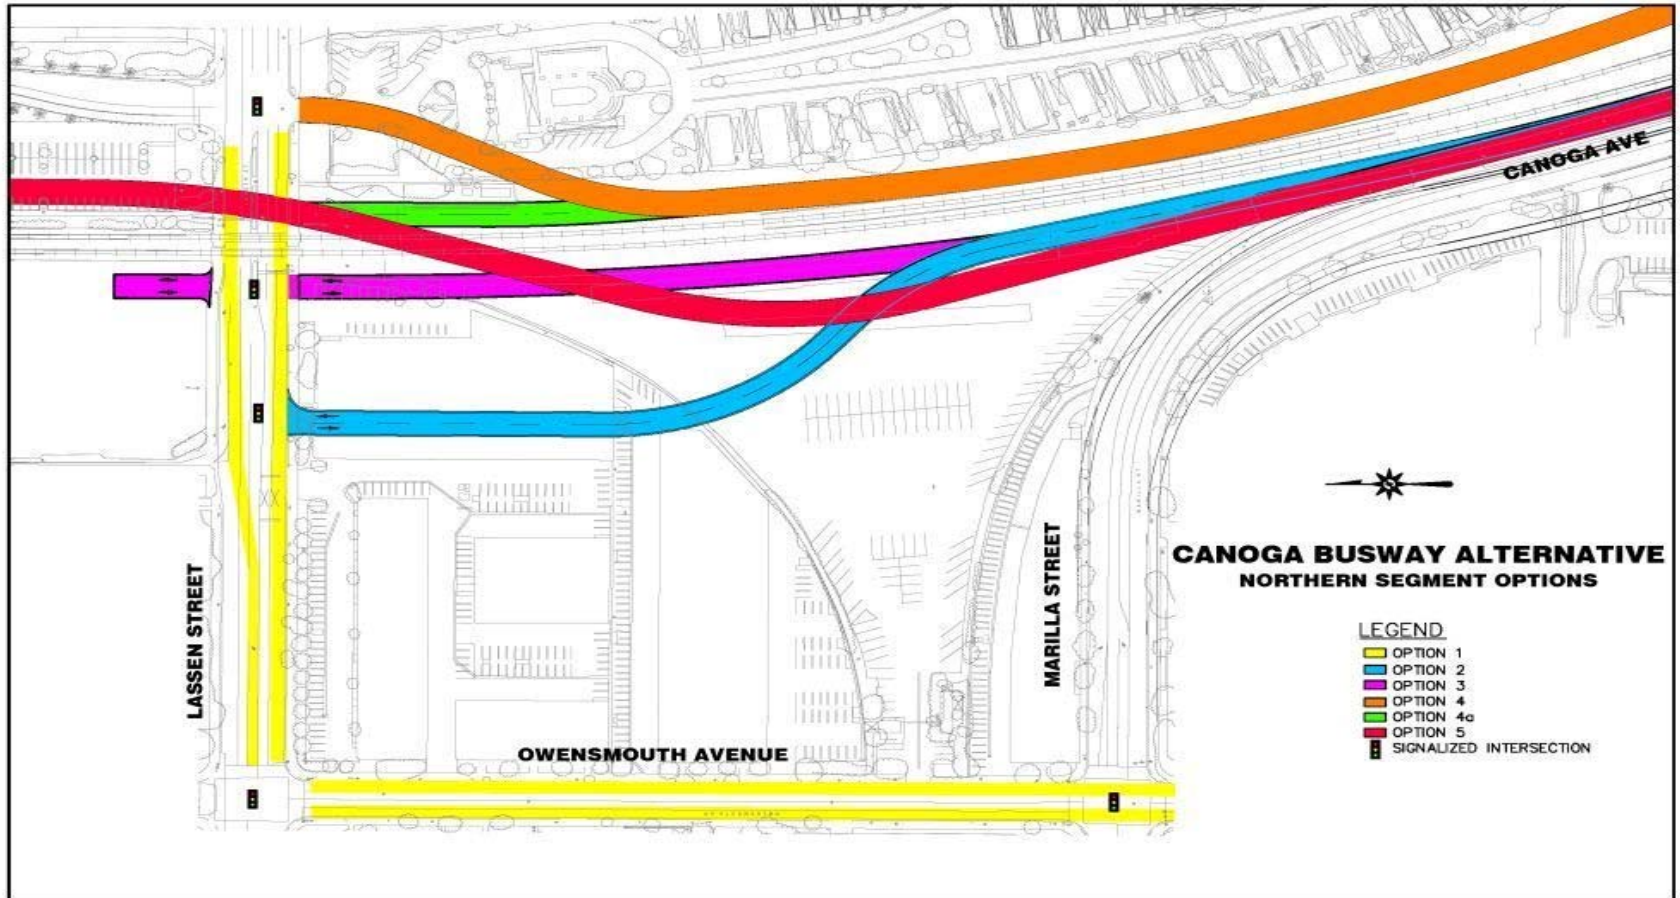 CANOGA AVE
CANOGA BUSWAY ALTERNATIVE
NORTHERN SEGMENT OPTIONS
LASSEN STREET
MARILLA STREET
OWENSMOUTH AVENUE
LEGEND
OPTION 1
OPTION 2
OPTION 3
OPTION 4
OPTION 4a
OPTION 5
SIGNALIZED INTERSECTION